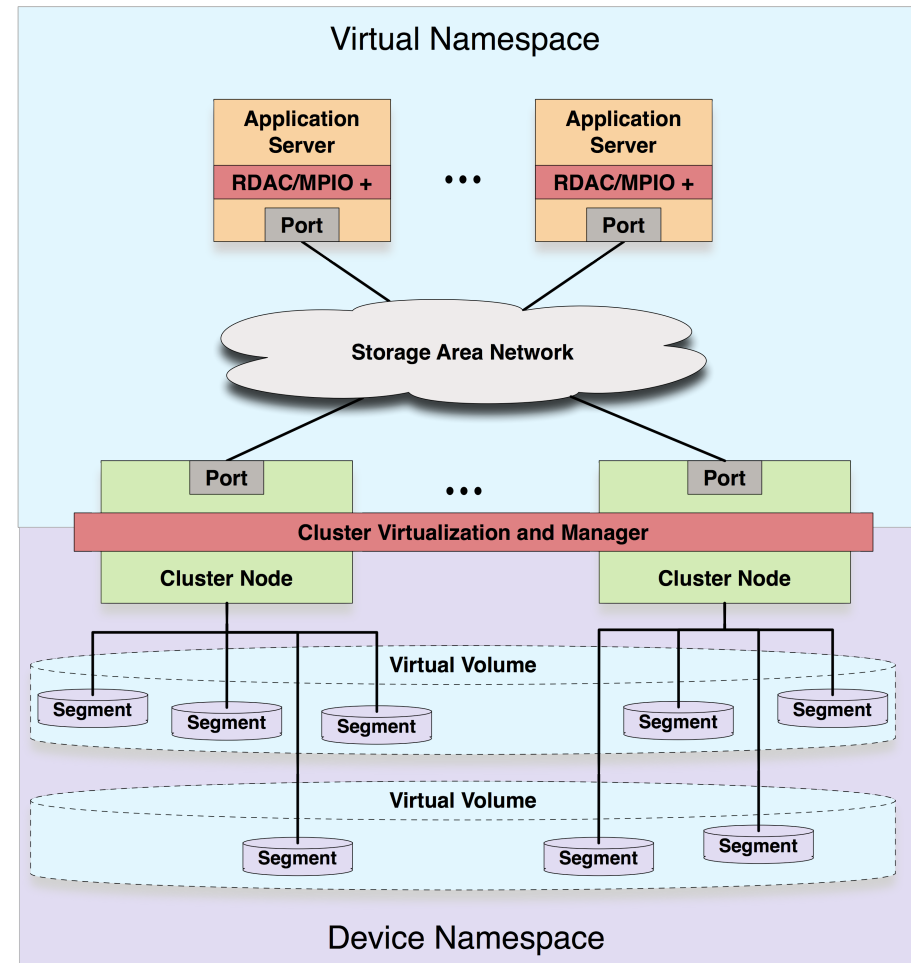 Virtual Namespace
Application
Server
RDAC/MPIO +
Port
...
Application
Server
RDAC/MPIO +
Port
Storage Area Network
Port
...
Port
Cluster Virtualization and Manager
Cluster Node
Cluster Node
Virtual Volume
Segment
Segment
Segment
Segment
Segment
Virtual Volume
Segment
Segment
Segment
Device Namespace